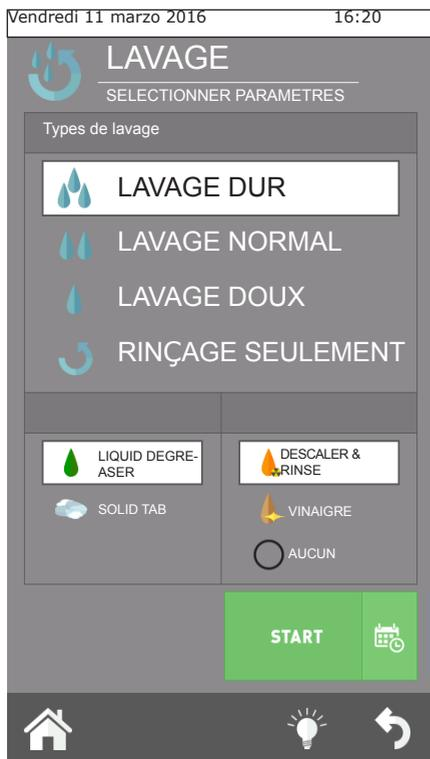 Vendredi 11 marzo 2016 16:20
LAVAGE
SELECTIONNER PARAMETRES
Types de lavage
LAVAGE DUR
LAVAGE NORMAL
LAVAGE DOUX
RINÇAGE SEULEMENT
LIQUID DEGRE-
ASER
SOLID TAB
DESCALER &
RINSE
VINAIGRE
AUCUN
START